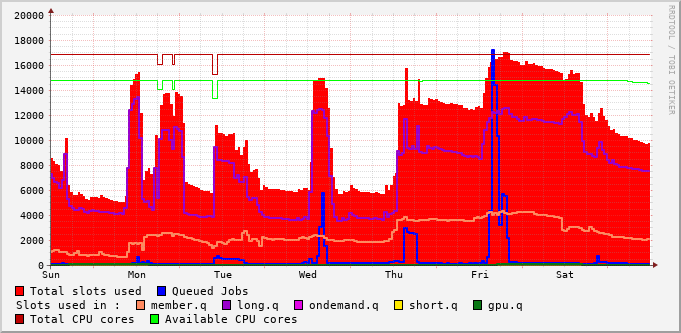 RRDTOOL / TOBI OETIKER
20000
18000
16000
14000
12000
10000
8000
6000
4000
2000
0
Sun Mon Tue Wed Thu Fri Sat
Total slots used Queued Jobs
Slots used in : member.q long.q ondemand.q short.q gpu.q
Total CPU cores Available CPU cores